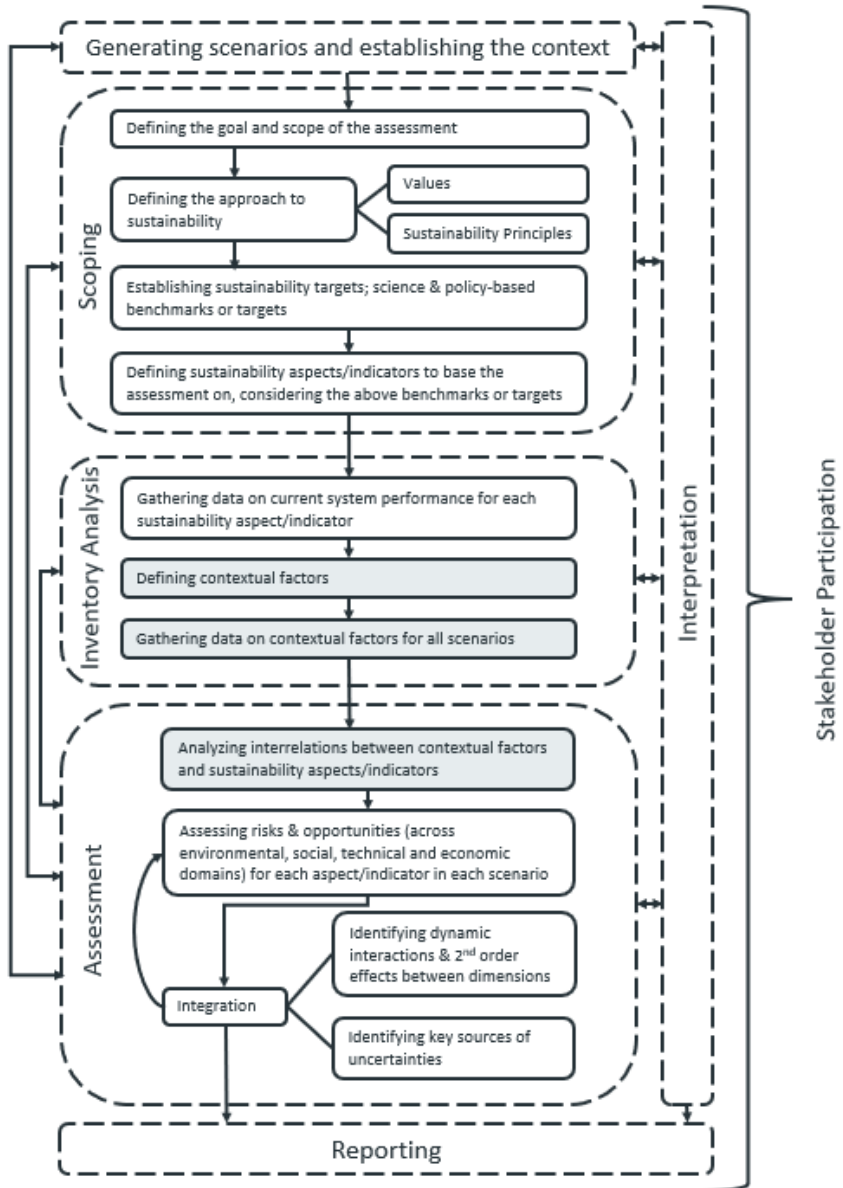 Generating scenarios and establishing the context
Scoping
Defining the goal and scope of the assessment
Defining the approach to
sustainability
Values
Sustainability Principles
Establishing sustainability targets; science & policy-based
benchmarks or targets
Defining sustainability aspects/indicators to base the
assessment on, considering the above benchmarks or targets
Inventory Analysis
Gathering data on current system performance for each
sustainability aspect/indicator
Defining contextual factors
Gathering data on contextual factors for all scenarios
Assessment
Analyzing interrelations between contextual factors
and sustainability aspects/indicators
Assessing risks & opportunities (across
environmental, social, technical and economic
domains) for each aspect/indicator in each scenario
Integration
Identifying dynamic
interactions & 2nd order
effects between dimensions
Identifying key sources of
uncertainties
Interpretation
Stakeholder Participation
Reporting